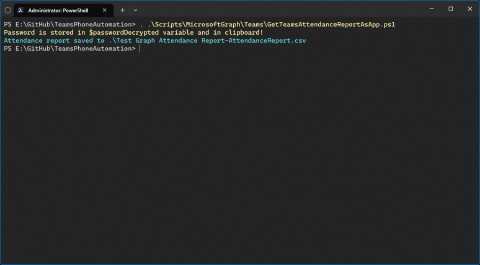 Administrator: PowerShell
PS E:\GitHub\TeamsPhoneAutomation> . .\Scripts\MicrosoftGraph\Teams\GetTeamsAttendanceReportAsApp.ps1
Password is stored in $passwordDecrypted variable and in clipboard!
Attendance report saved to .\Test Graph Attendance Report-AttendanceReport.csv
PS E:\GitHub\TeamsPhoneAutomation>